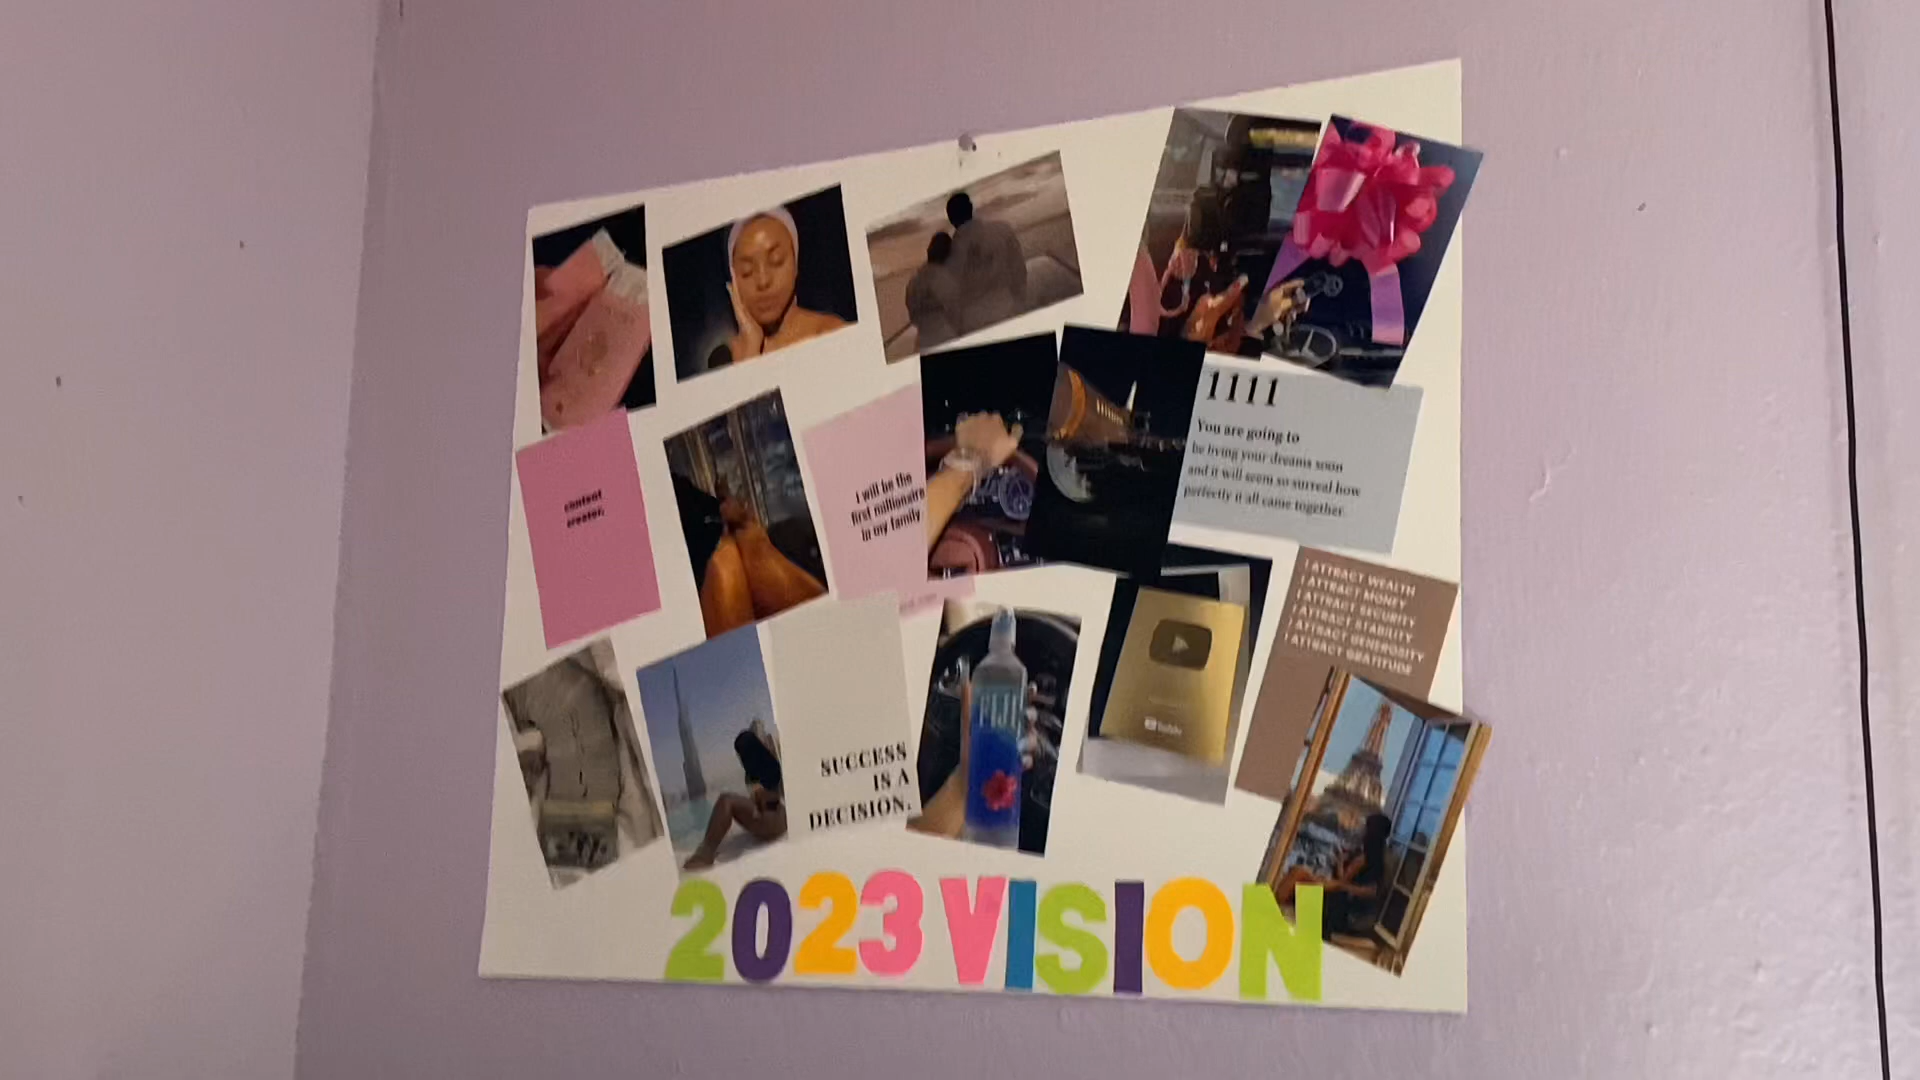 1111
You are going to
be living your dreams soon
and it will seem so surreal how
perfectly it all came together.
content
creator.
i will be the
first millionaire
in my family
I ATTRACT WEALTH
I ATTRACT MONEY
I ATTRACT SECURITY
I ATTRACT STABILITY
I ATTRACT GENEROSITY
I ATTRACT GRATITUDE
SUCCESS
IS A
DECISION.
FIJI
2023 VISION